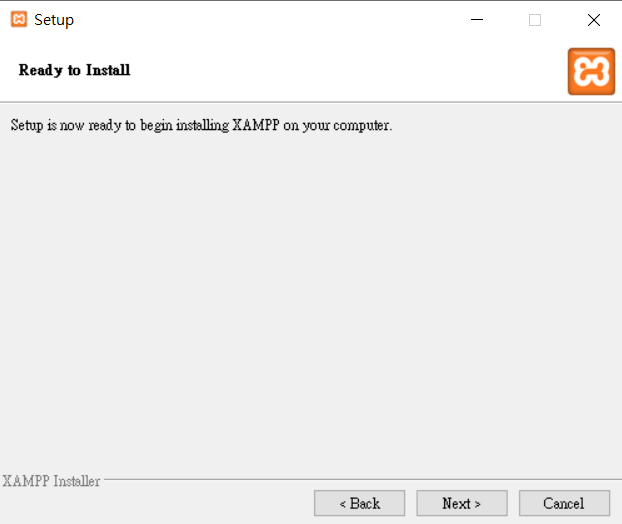 Setup
Ready to Install
Setup is now ready to begin installing XAMPP on your computer.
XAMPP Installer
< Back
Next >
Cancel